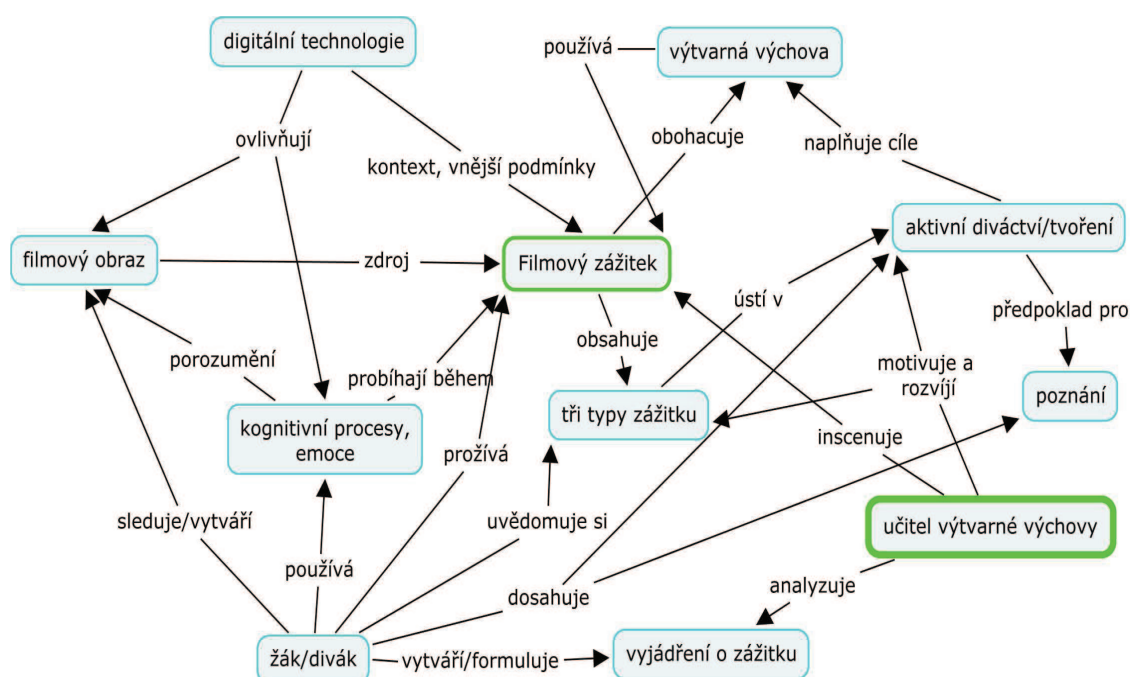 digitální technologie
používá
výtvarná výchova
ovlivňují
obohacuje
naplňuje cíle
kontext, vnější podmínky
filmový obraz
zdroj
Filmový zážitek
aktivní diváctví/tvoření
ústí v
předpoklad pro
obsahuje
porozumění
probíhají během
motivuje a
rozvíjí
kognitivní procesy,
emoce
tři typy zážitku
poznání
prožívá
inscenuje
sleduje/vytváří
uvědomuje si
učitel výtvarné výchovy
používá
dosahuje
analyzuje
žák/divák
vytváří/formuluje
vyjádření o zážitku